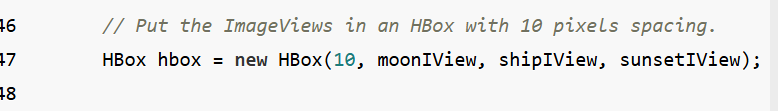 46 // Put the ImageViews in an HBox with 10 pixels spacing.
47 HBox hbox = new HBox(10, moonIView, shipIView, sunsetIView);
48